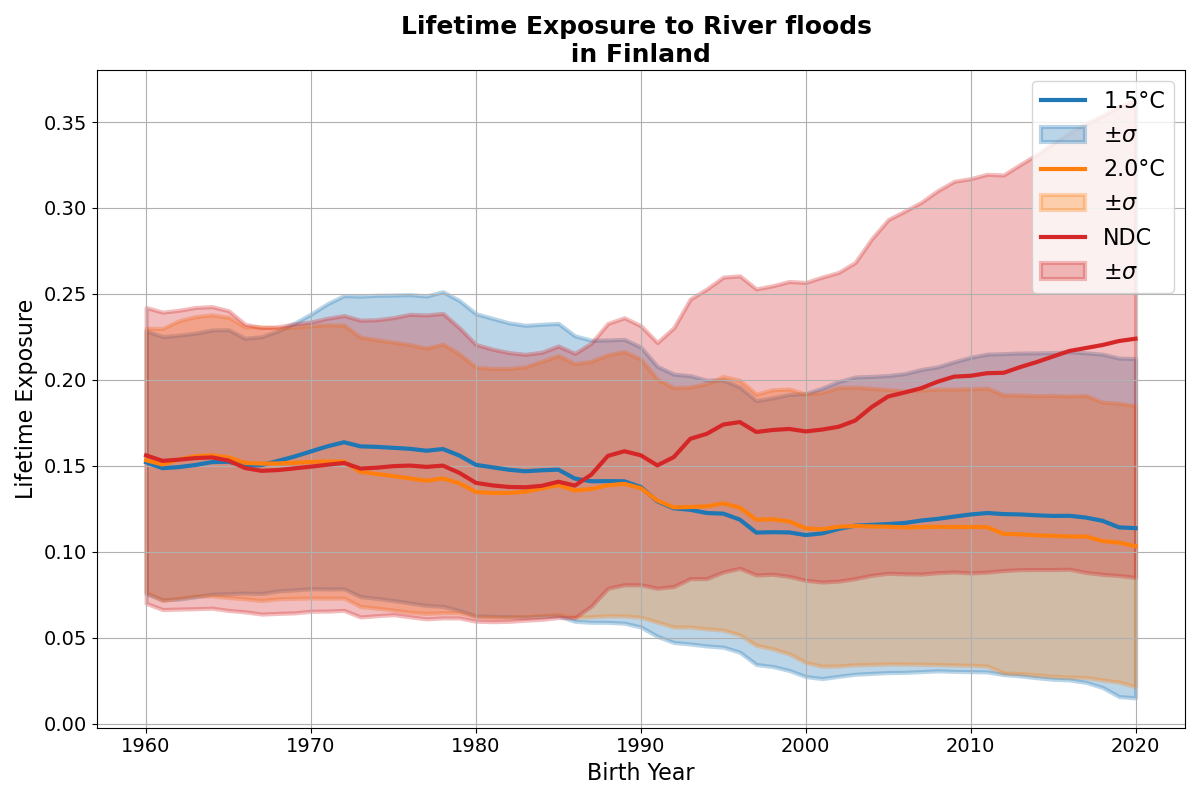 Lifetime Exposure to River floods
in Finland
Lifetime Exposure
0.35
0.30
0.25
0.20
0.15
0.10
0.05
0.00
1960 1970 1980 1990 2000 2010 2020
Birth Year
1.5°C
±σ
2.0°C
±σ
NDC
±σ